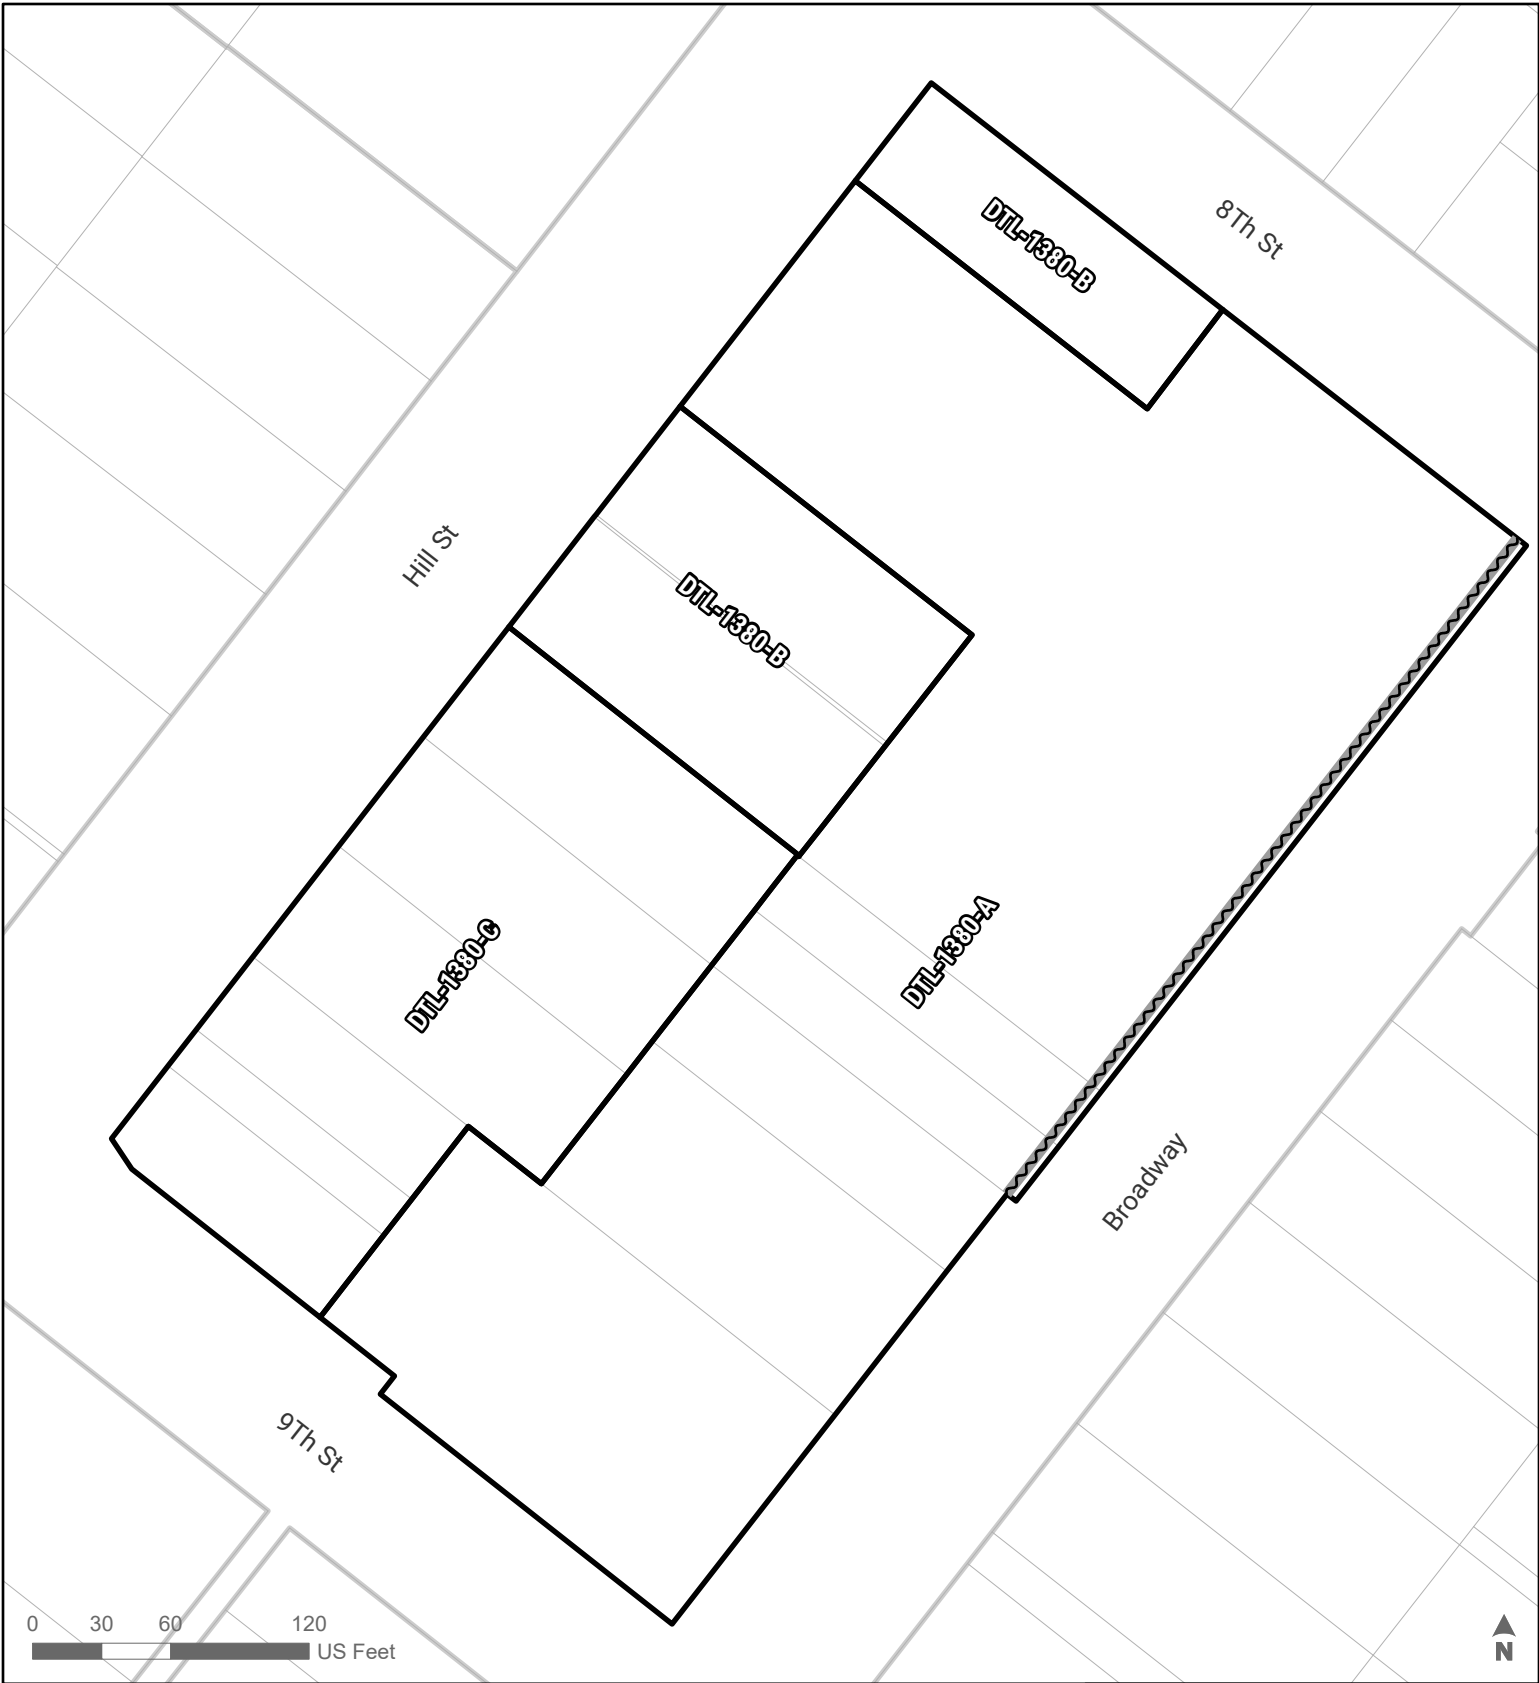 DTL-1380-B
8Th St
Hill St
DTL-1380-B
DTL-1380-C
DTL-1380-A
Broadway
9Th St
0 30 60 120
US Feet
N